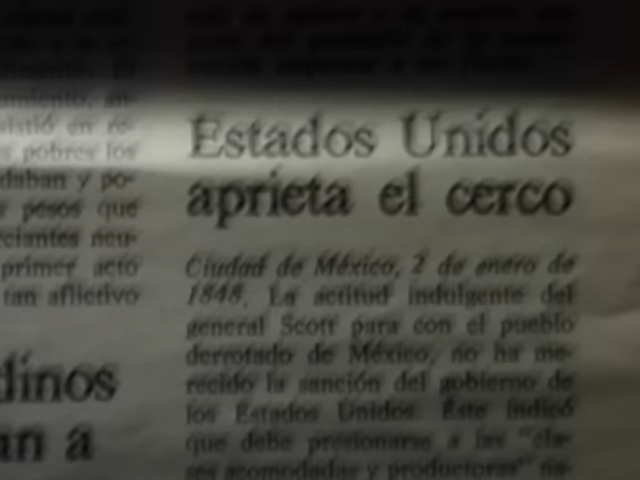 miento, an-
sistió en re-
s pobres los
daban y po-
r pesos que
ciantes neu-
primer acto
tan aflictivo
dinos
an a
Estados Unidos
aprieta el cerco
Ciudad de México, 2 de enero de
1848. La actitud indulgente del
general Scott para con el pueblo
derrotado de México, no ha me-
recido la sanción del gobierno de
los Estados Unidos. Este indicó
que debe presionarse a las "cla-
ses acomodadas y productoras" na-